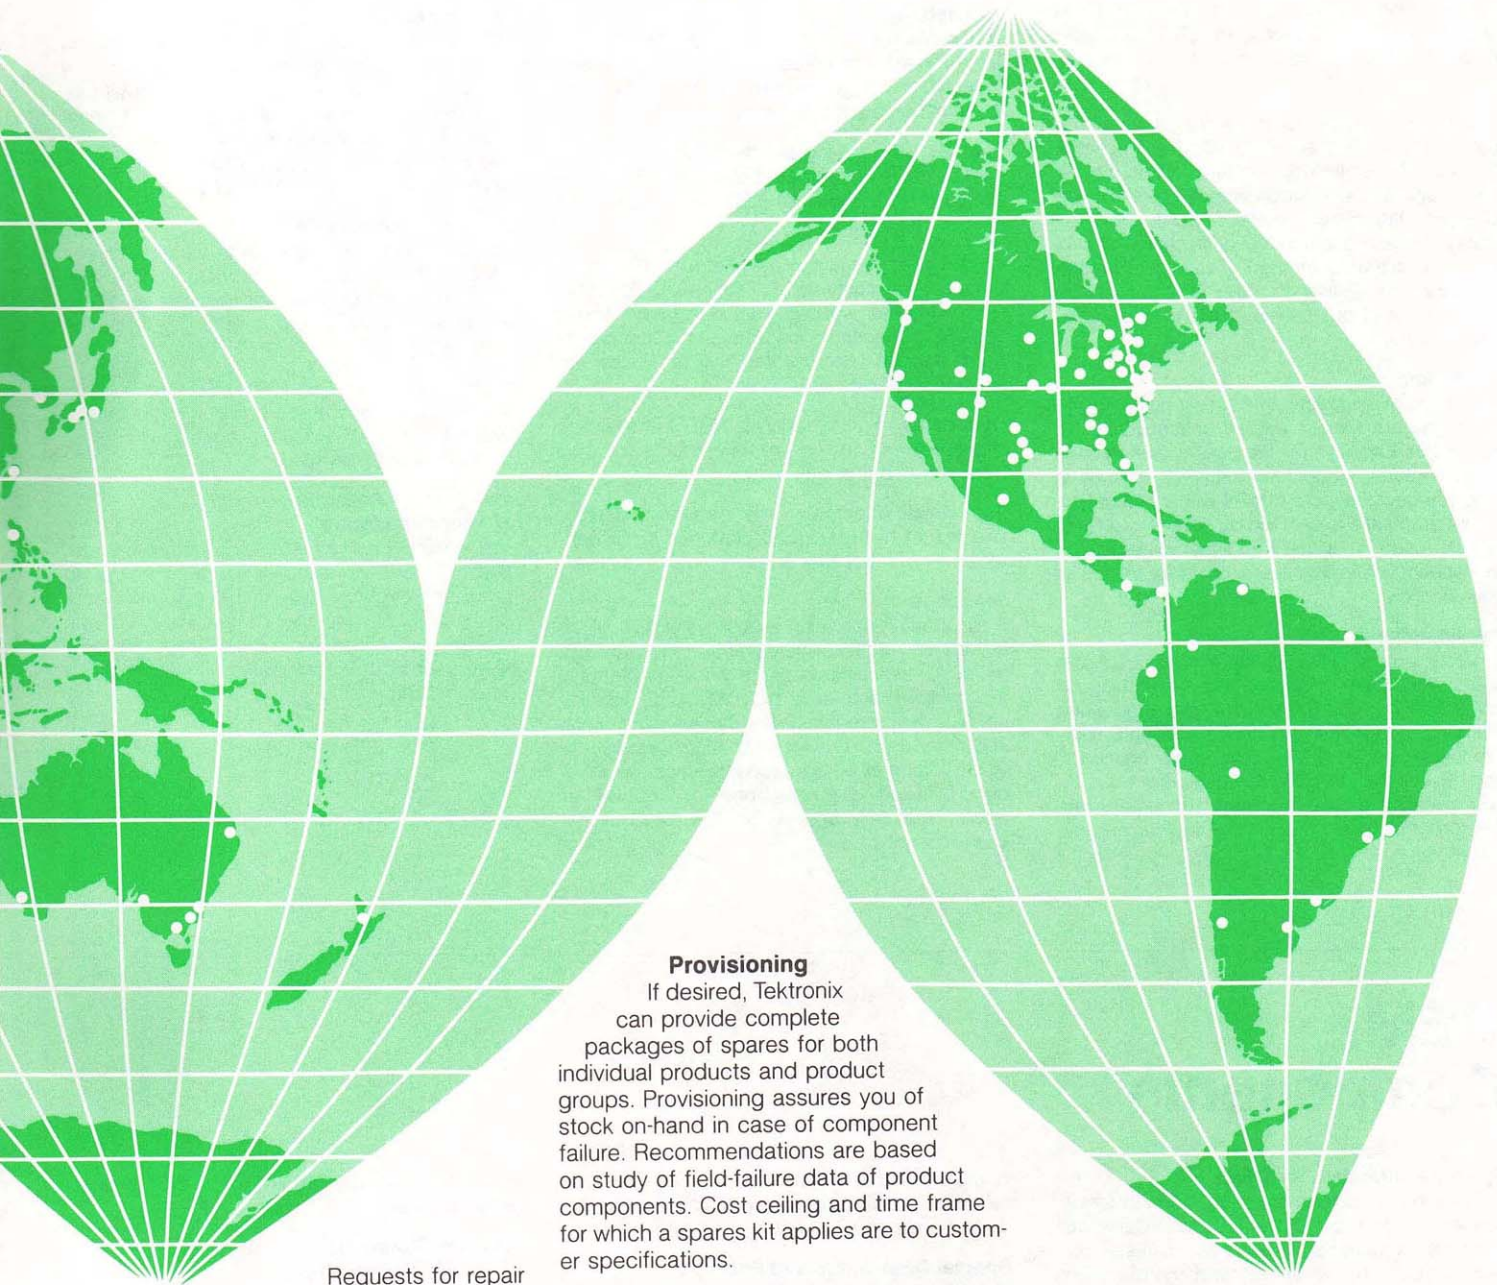 Provisioning
If desired, Tektronix
can provide complete
packages of spares for both
individual products and product
groups. Provisioning assures you of
stock on-hand in case of component
failure. Recommendations are based
on study of field-failure data of product
components. Cost ceiling and time frame
for which a spares kit applies are to custom-
er specifications.
Requests for repair